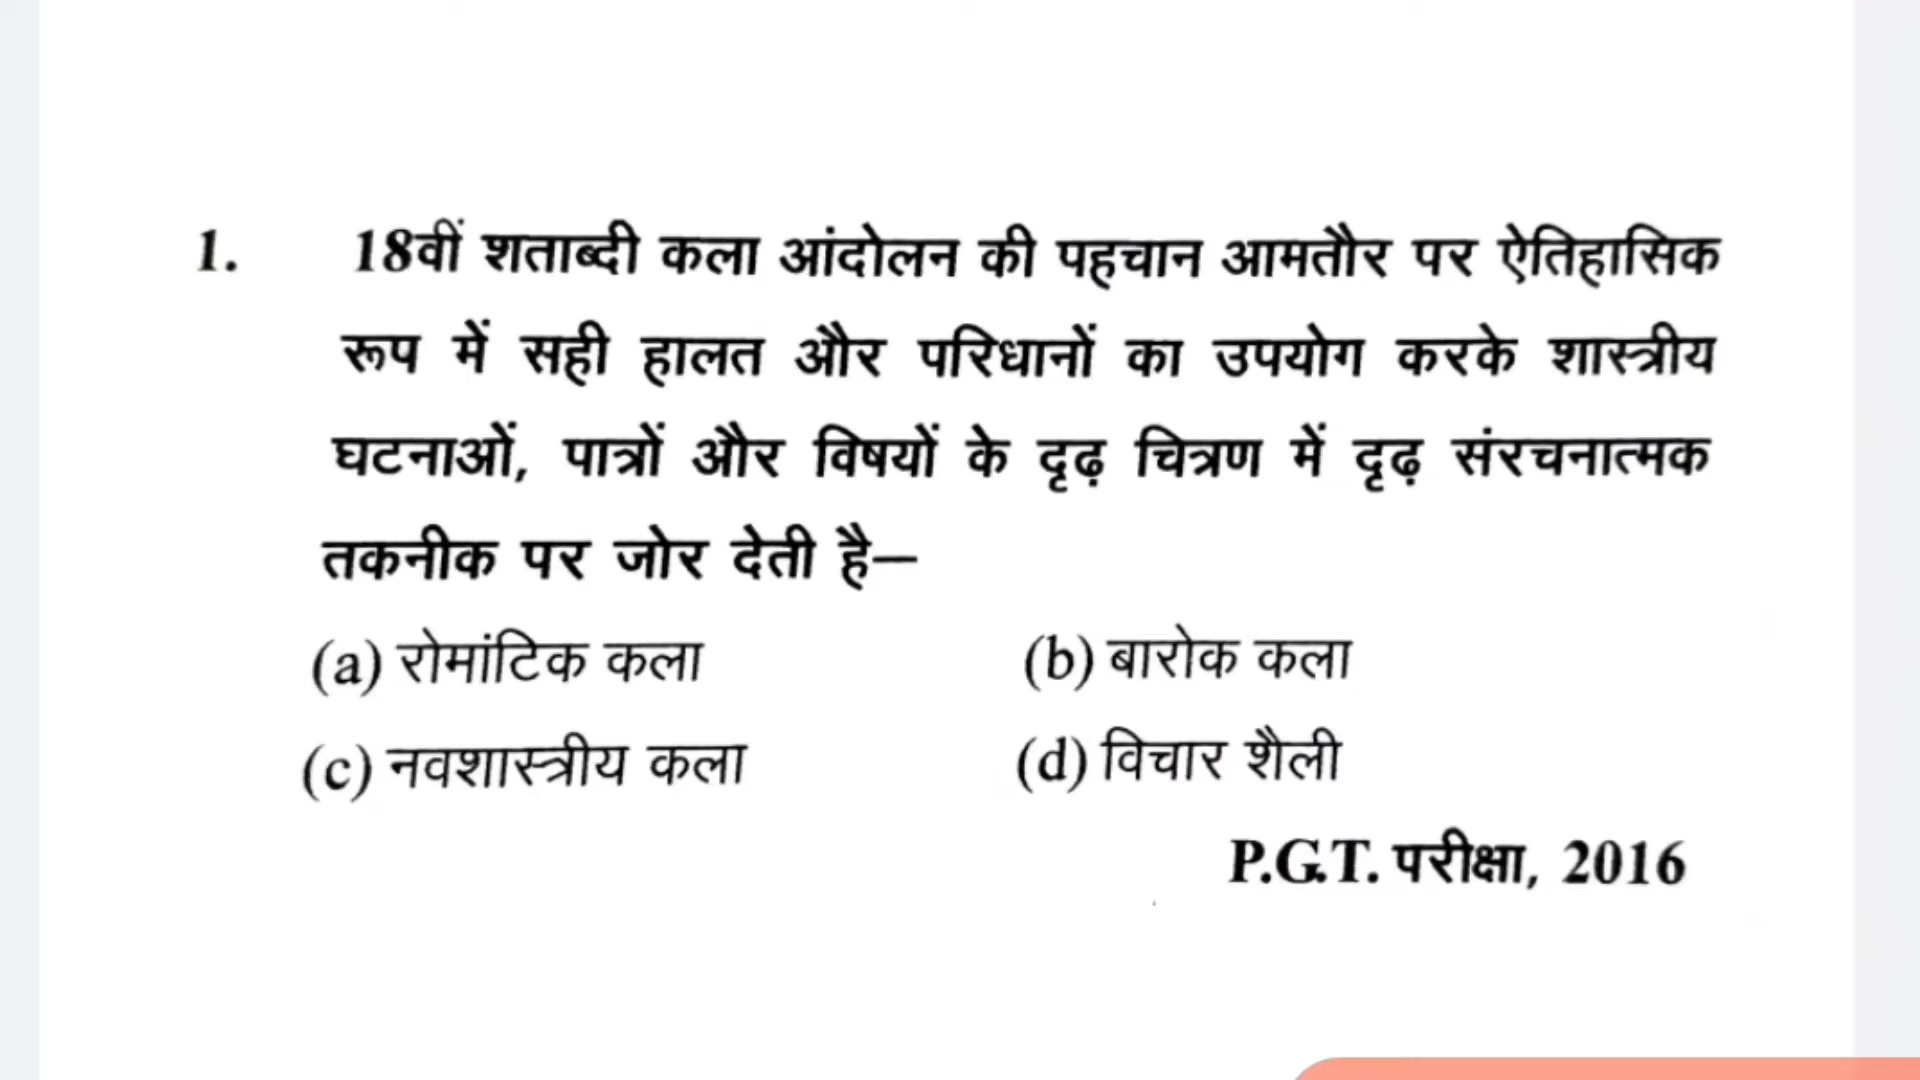 1. 18वीं शताब्दी कला आंदोलन की पहचान आमतौर पर ऐतिहासिक
रूप में सही हालत और परिधानों का उपयोग करके शास्त्रीय
घटनाओं, पात्रों और विषयों के दृढ़ चित्रण में दृढ़ संरचनात्मक
तकनीक पर जोर देती है–
(a) रोमांटिक कला (b) बारोक कला
(c) नवशास्त्रीय कला (d) विचार शैली
P.G.T. परीक्षा, 2016